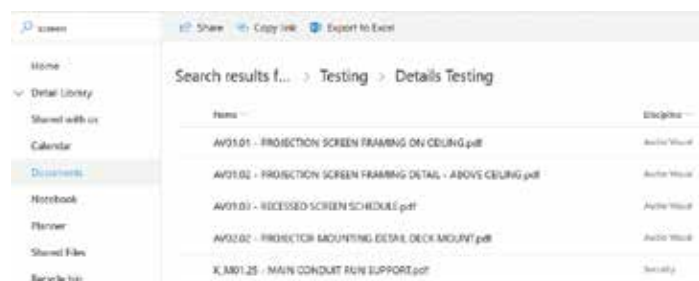 screen
Share Copy link Export to Excel
Home
Detail Library
Shared with us
Calendar
Documents
Notebook
Planner
Shared Files
Recycle bin
Search results f... > Testing > Details Testing
Name Discipline
AV01.01 - PROJECTION SCREEN FRAMING ON CEILING.pdf Audio Visual
AV01.02 - PROJECTION SCREEN FRAMING DETAIL - ABOVE CEILING.pdf Audio Visual
AV01.03 - RECESSED SCREEN SCHEDULE.pdf Audio Visual
AV02.02 - PROJECTOR MOUNTING DETAIL DECK MOUNT.pdf Audio Visual
X_M01.25 - MAIN CONDUIT RUN SUPPORT.pdf Security